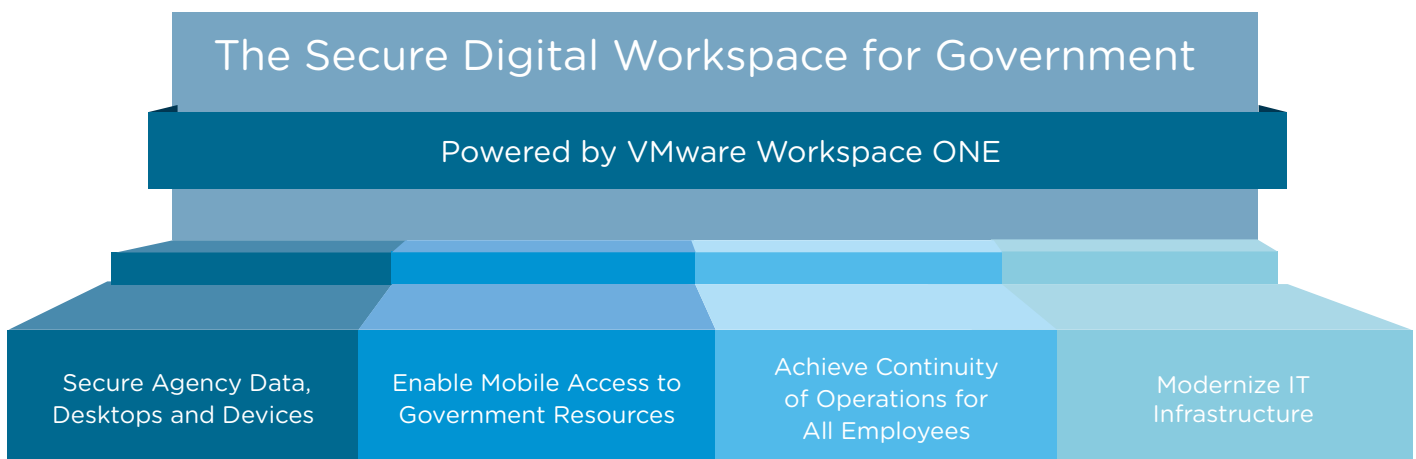 The Secure Digital Workspace for Government
Powered by VMware Workspace ONE
Secure Agency Data,
Desktops and Devices
Enable Mobile Access to
Government Resources
Achieve Continuity
of Operations for
All Employees
Modernize IT
Infrastructure